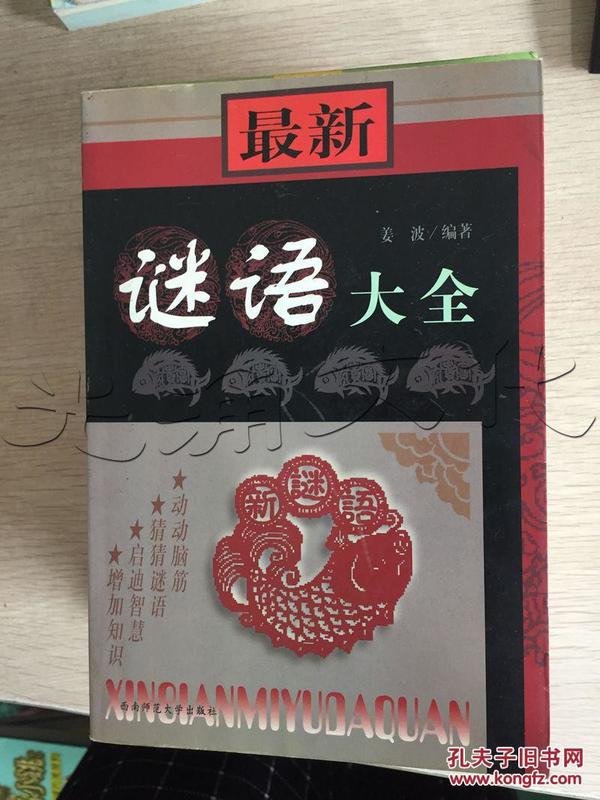 最新
姜 波/编著
谜语大全
新謎語
★动动脑筋
★猜猜谜语
★启迪智慧
★增加知识
XINQIANMIYUDAQUAN
西南师范大学出版社
孔夫子旧书网
www.kongfz.com